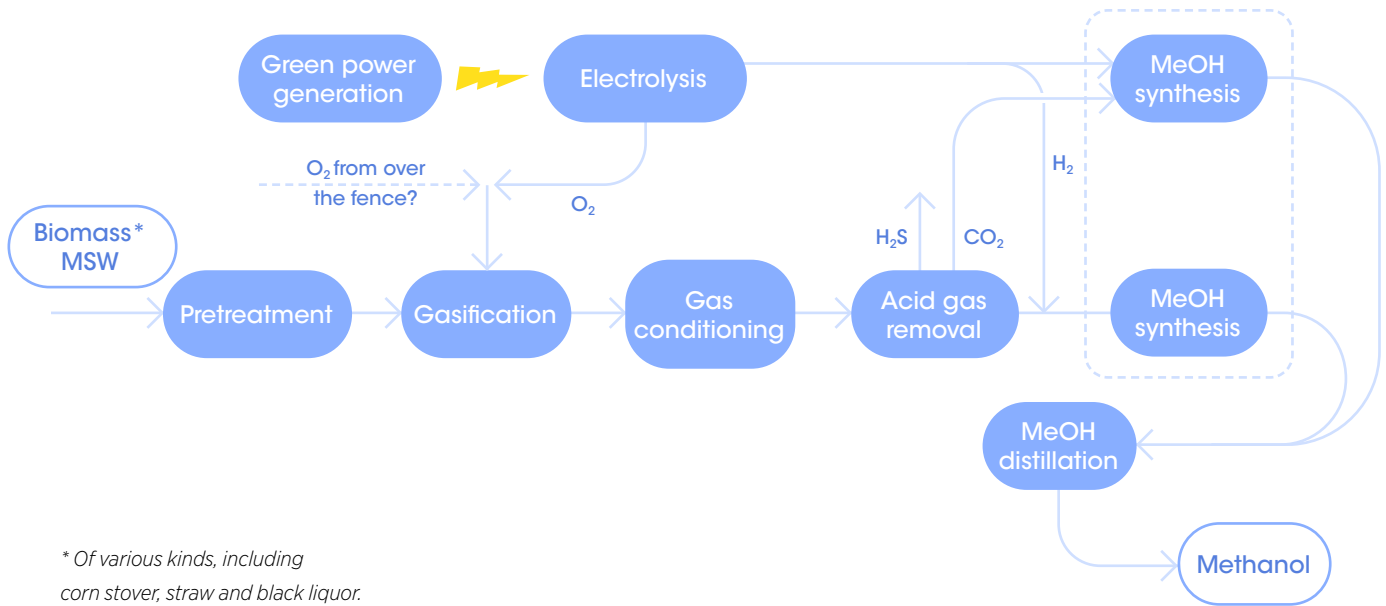 Green power
generation
Electrolysis
MeOH
synthesis
O₂ from over
the fence?
O₂
H₂
Biomass*
MSW
H₂S
CO₂
Pretreatment
Gasification
Gas
conditioning
Acid gas
removal
MeOH
synthesis
MeOH
distillation
Methanol
* Of various kinds, including
corn stover, straw and black liquor.